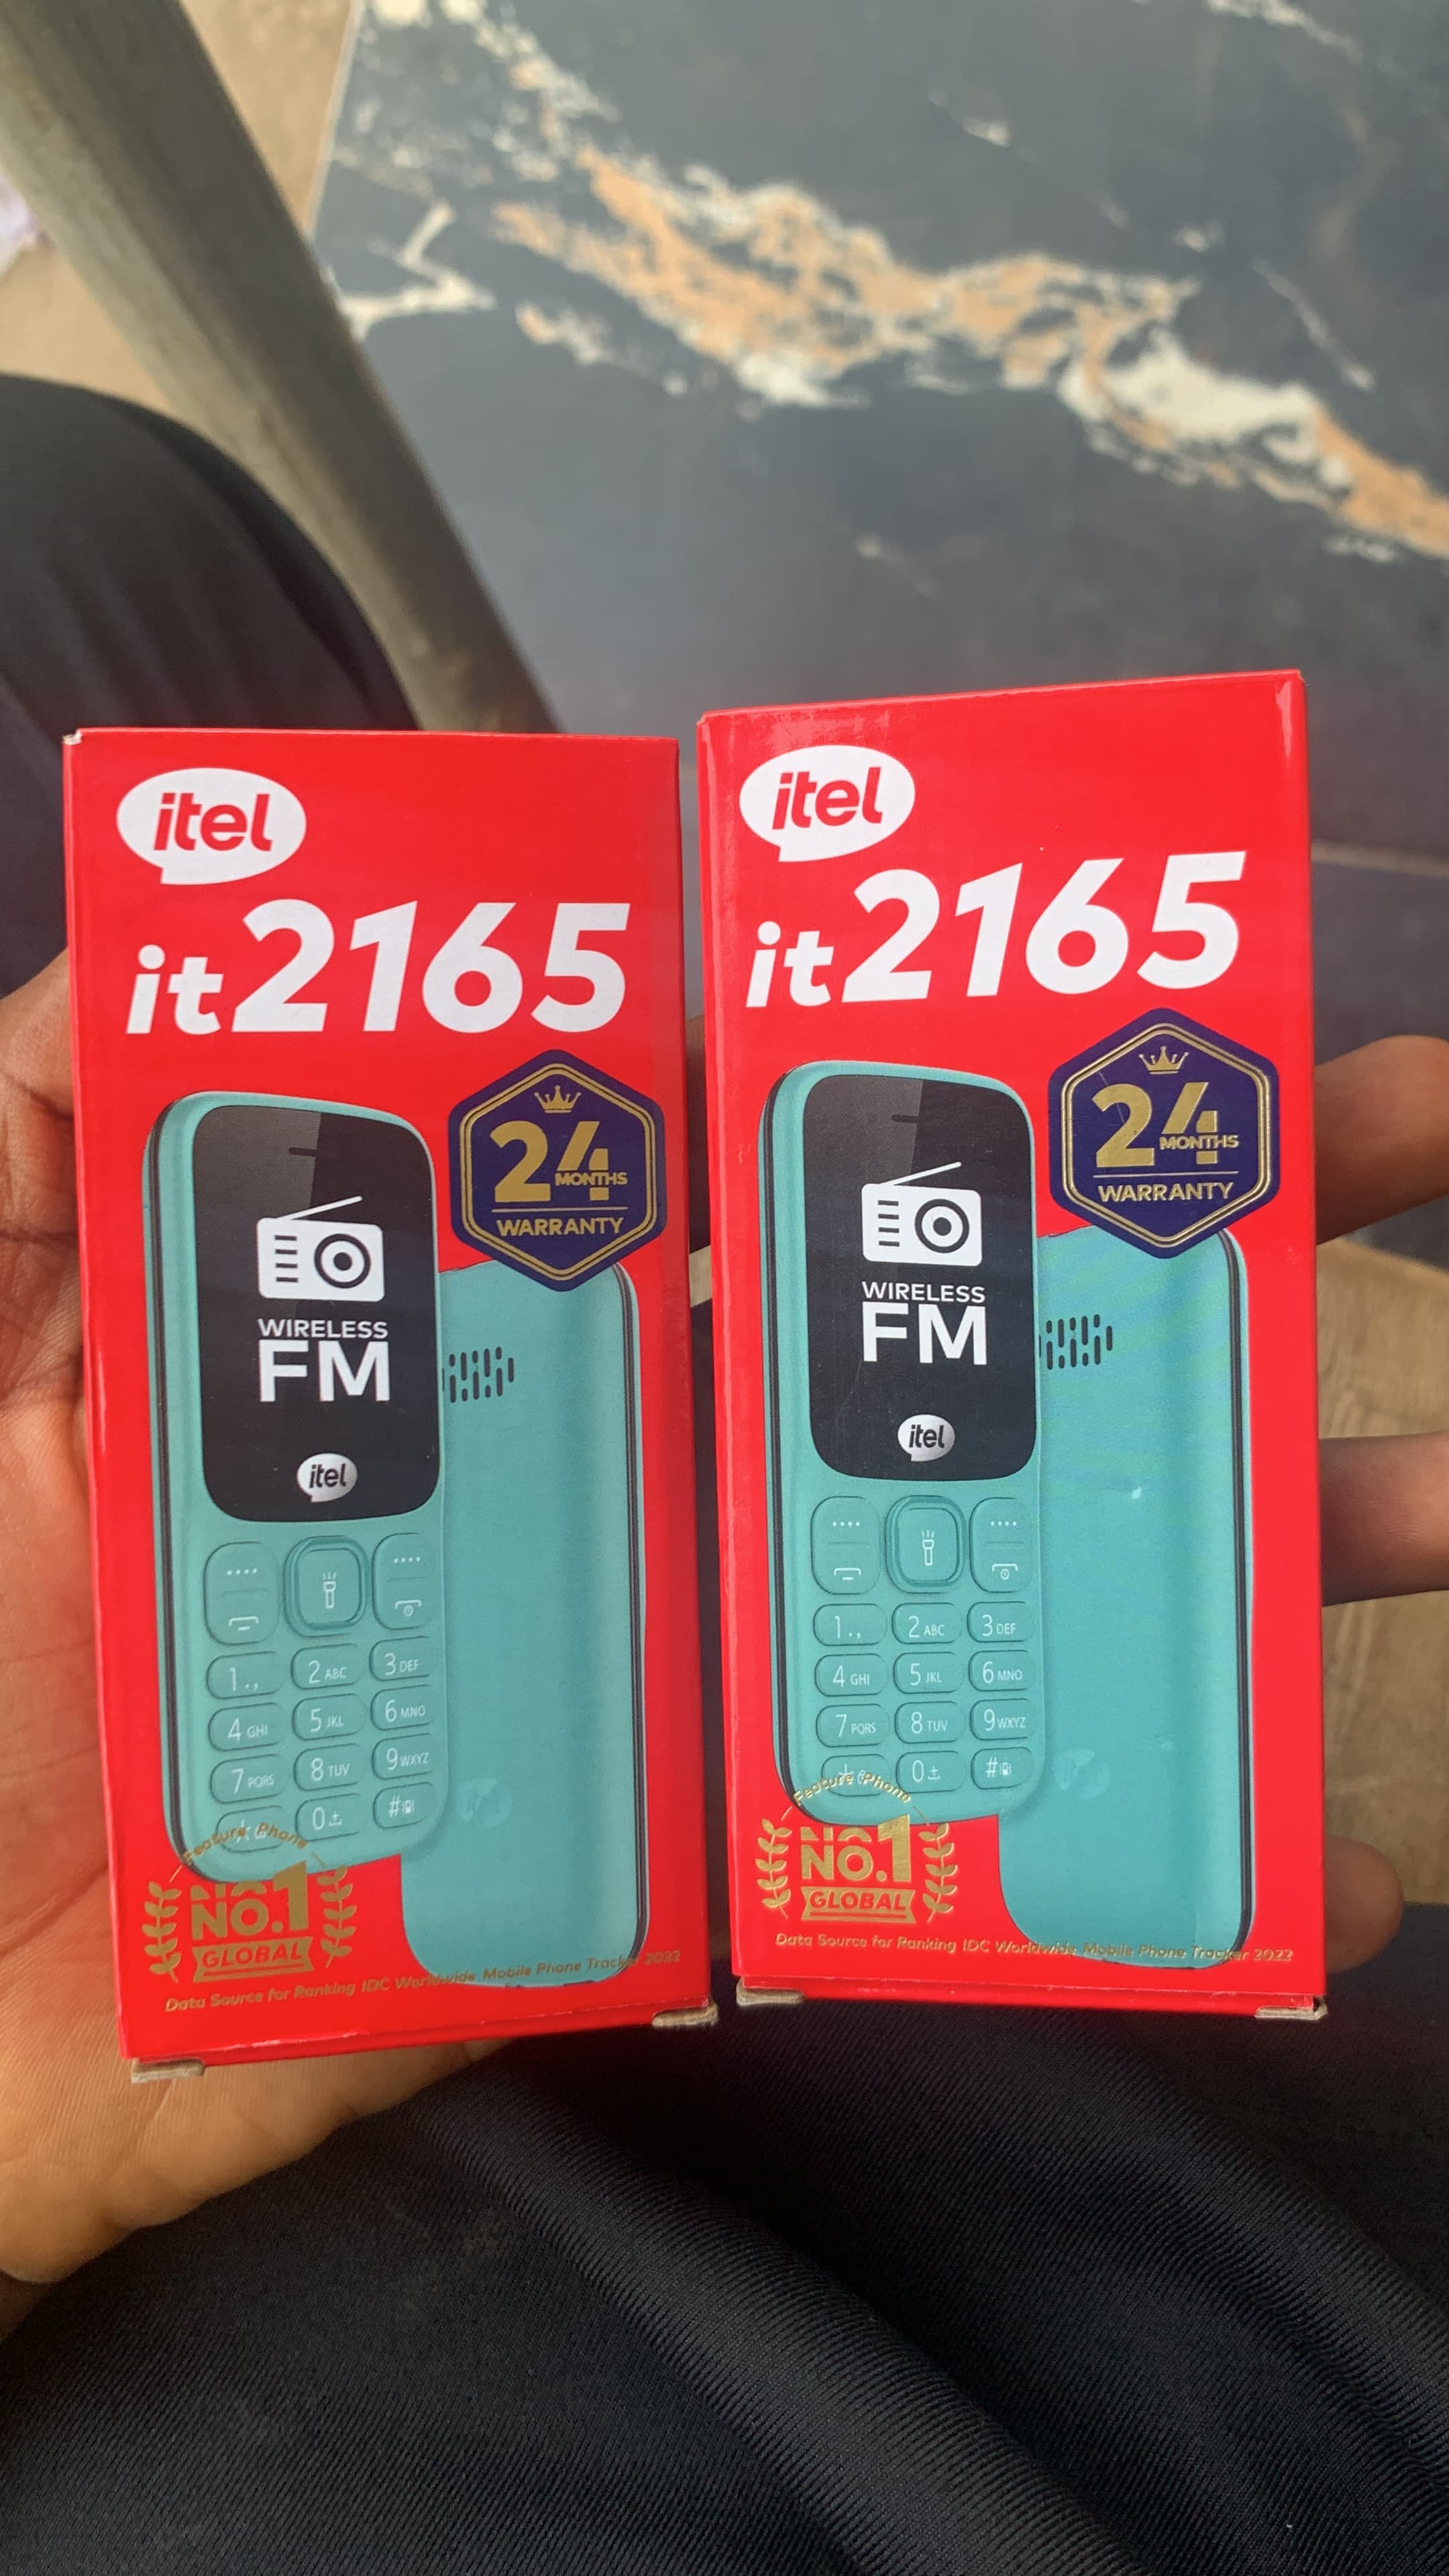 itel
it2165
24
MONTHS
WARRANTY
WIRELESS
FM
itel
1.,
2 ABC
3 DEF
4 GHI
5 JKL
6 MNO
7 PQRS
8 TUV
9 WXYZ
0
#
Feature Phone
NO.1
GLOBAL
Data Source for Ranking IDC Worldwide Mobile Phone Tracker 2022
itel
it2165
24
MONTHS
WARRANTY
WIRELESS
FM
itel
1.,
2 ABC
3 DEF
4 GHI
5 JKL
6 MNO
7 PQRS
8 TUV
9 WXYZ
0
#
Feature Phone
NO.1
GLOBAL
Data Source for Ranking IDC Worldwide Mobile Phone Tracker 2022